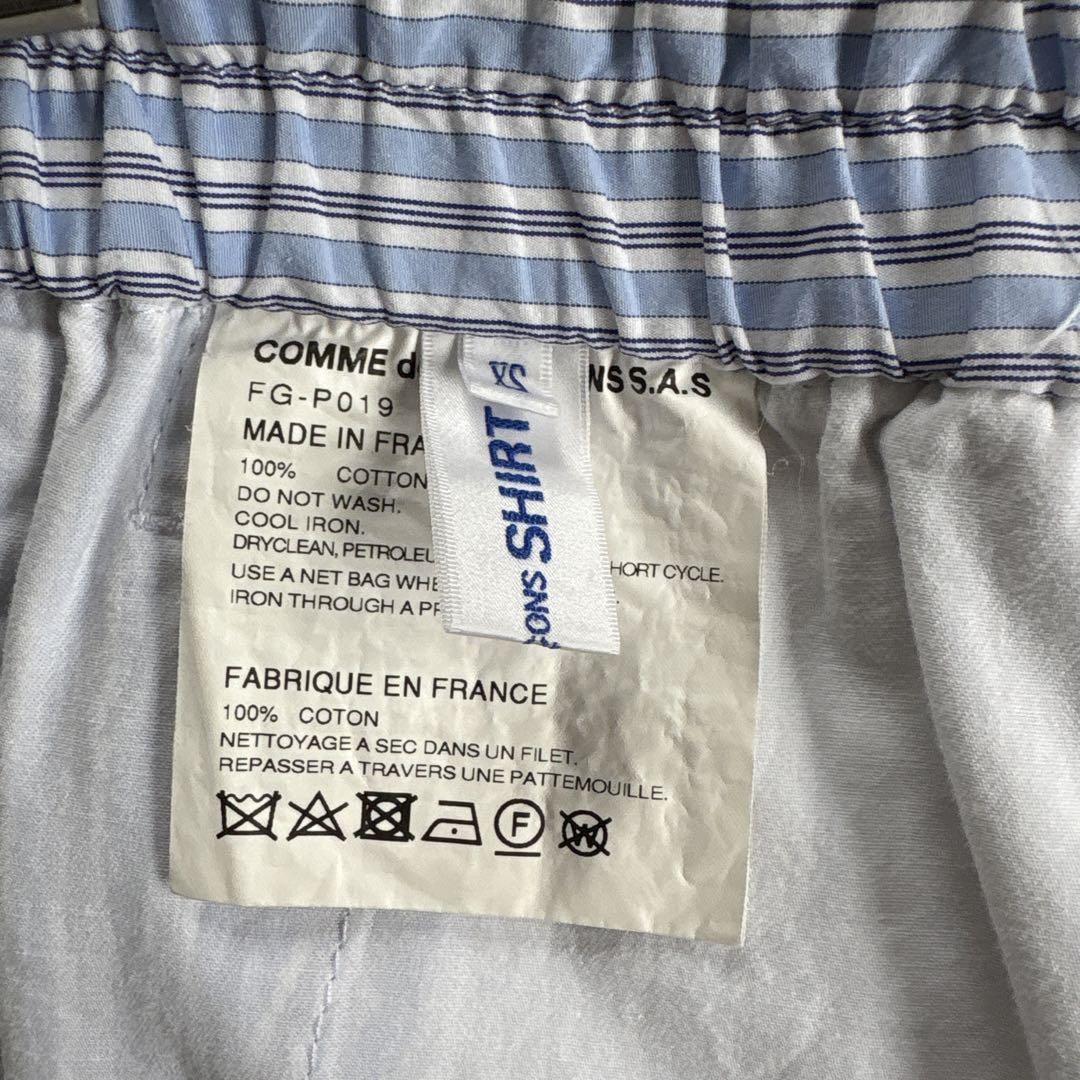 COMME d
NS S.A.S
FG-P019
MADE IN FRA
100% COTTON
DO NOT WASH.
COOL IRON.
DRYCLEAN, PETROLEU
HORT CYCLE.
USE A NET BAG WHE
IRON THROUGH A PR
XS
ONS SHIRT
FABRIQUE EN FRANCE
100% COTON
NETTOYAGE A SEC DANS UN FILET.
REPASSER A TRAVERS UNE PATTEMOUILLE.
F
W